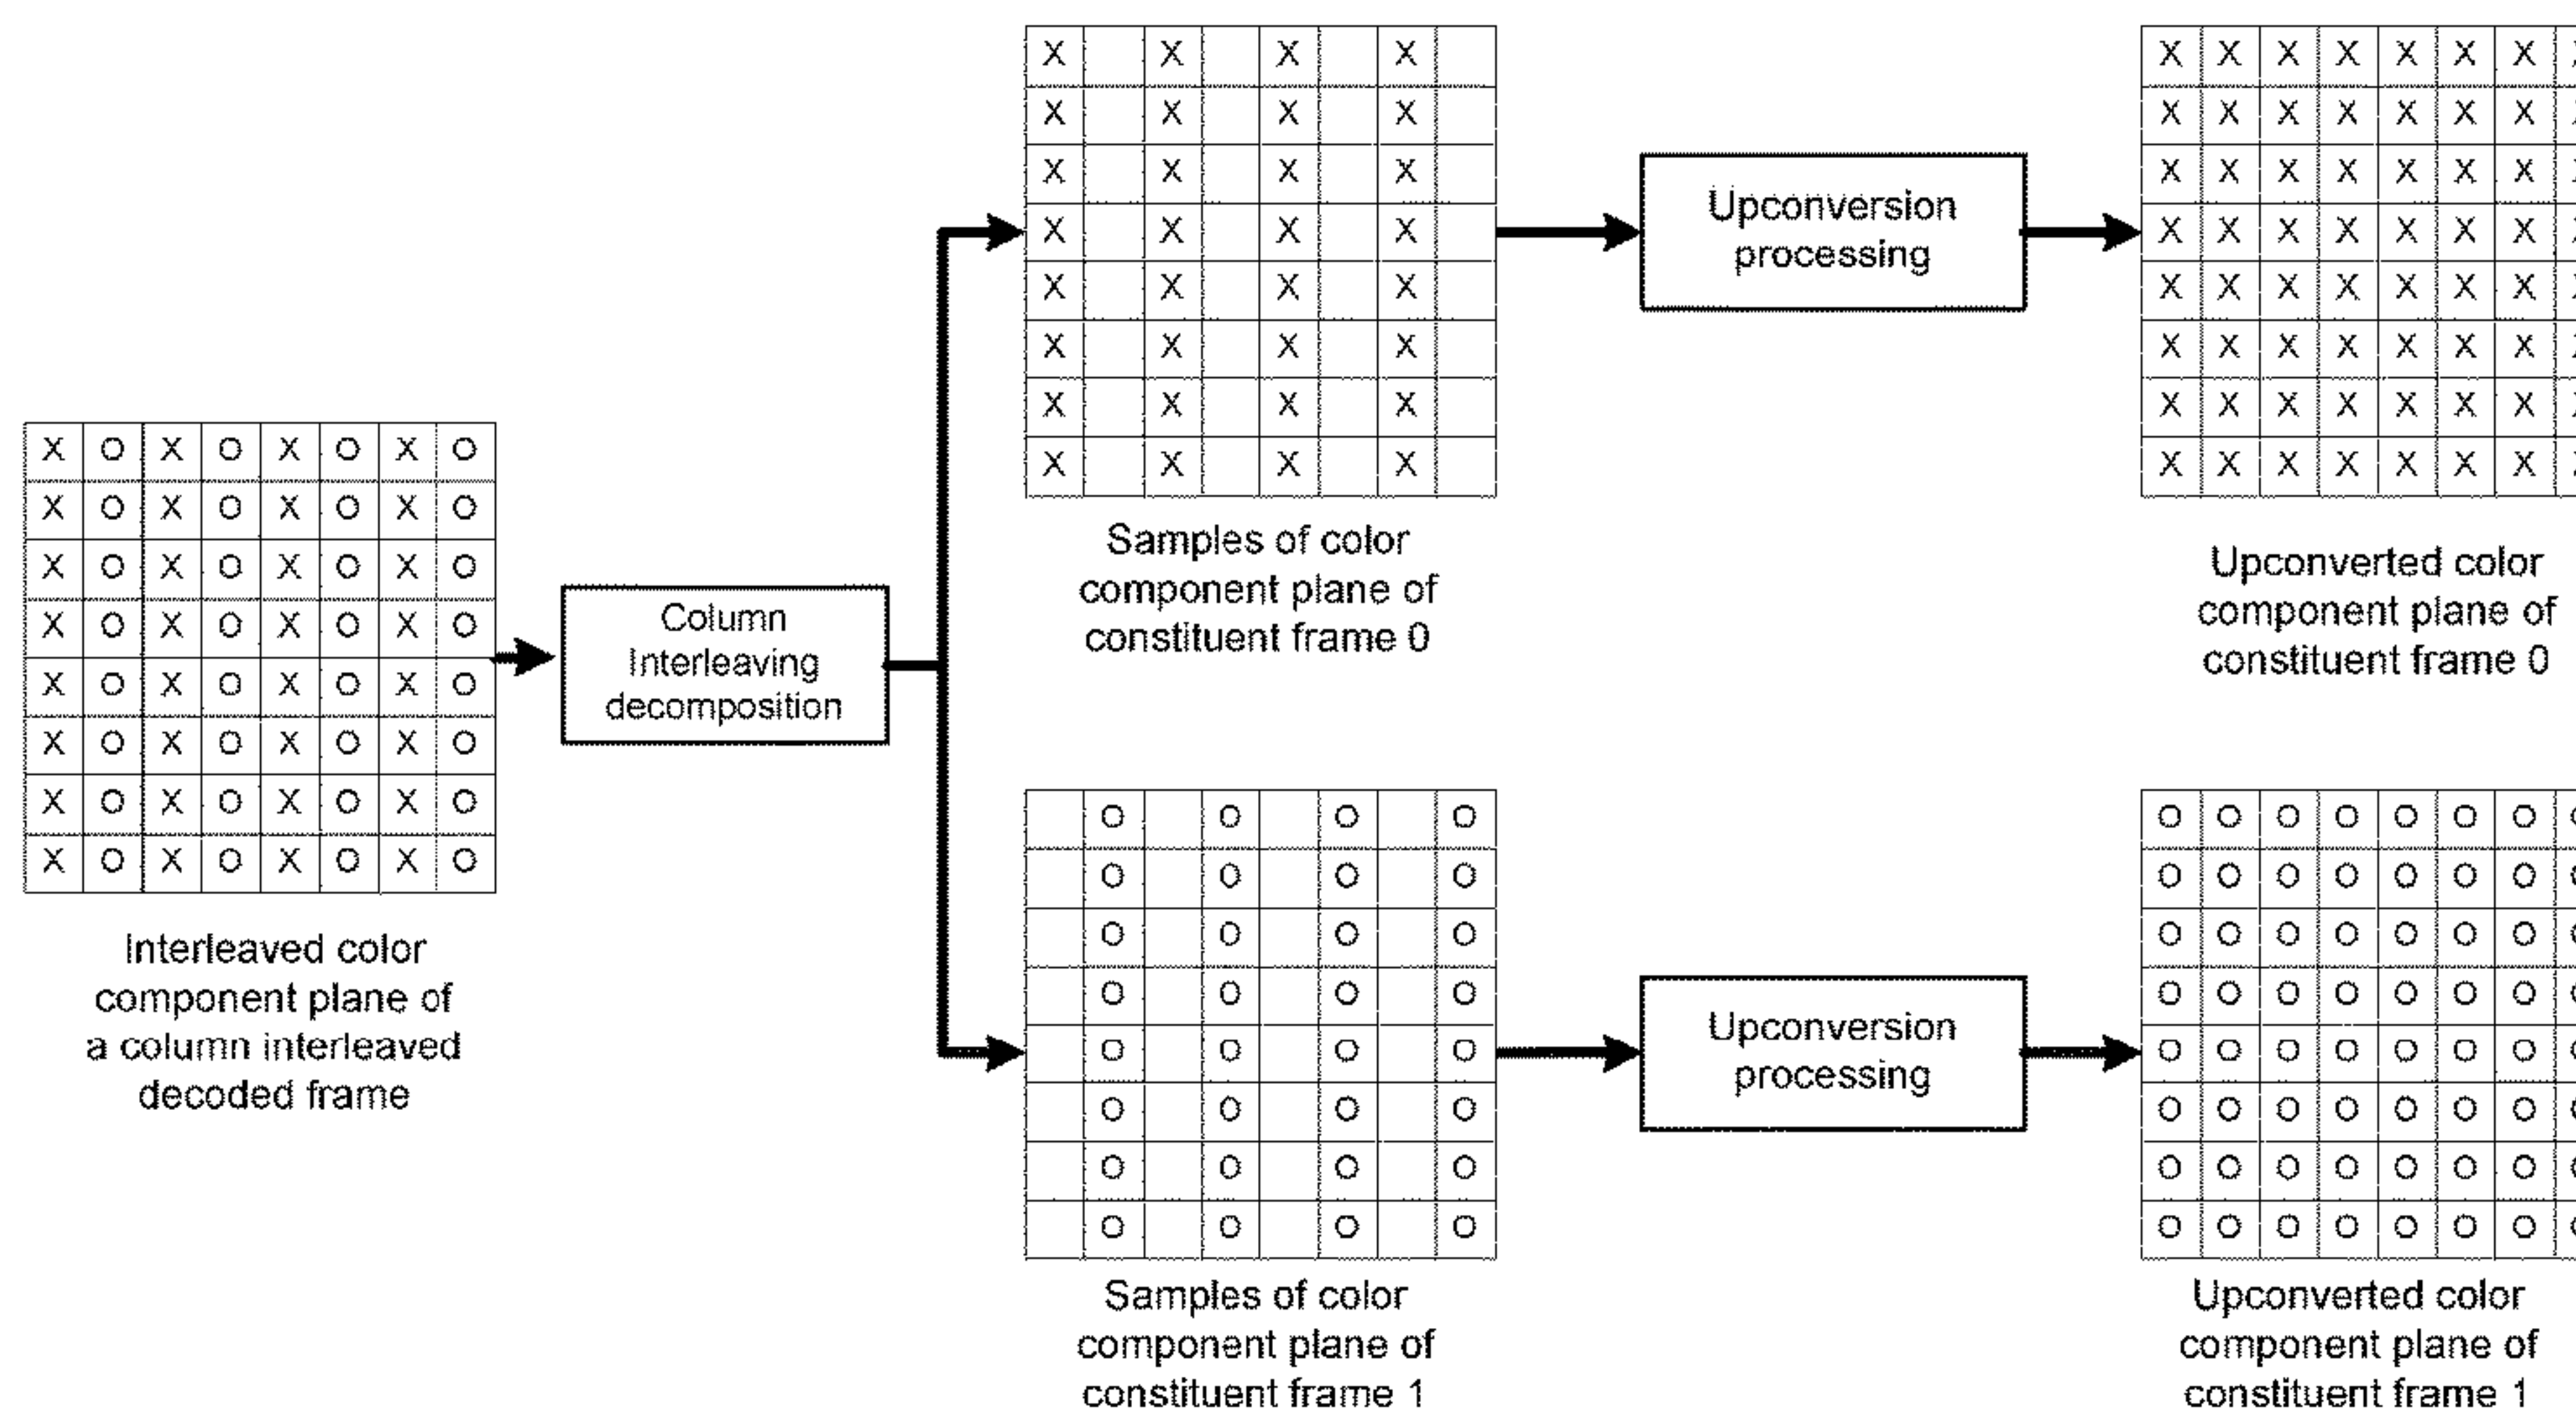 X O X O X O X O
X O X O X O X O
X O X O X O X O
X O X O X O X O
X O X O X O X O
X O X O X O X O
X O X O X O X O
X O X O X O X O
Interleaved color
component plane of
a column interleaved
decoded frame
Column
Interleaving
decomposition
X X X X
X X X X
X X X X
X X X X
X X X X
X X X X
X X X X
X X X X
Samples of color
component plane of
constituent frame 0
Upconversion
processing
X X X X X X X
X X X X X X X
X X X X X X X
X X X X X X X
X X X X X X X
X X X X X X X
X X X X X X X
X X X X X X X
Upconverted color
component plane of
constituent frame 0
O O O O
O O O O
O O O O
O O O O
O O O O
O O O O
O O O O
O O O O
Samples of color
component plane of
constituent frame 1
Upconversion
processing
O O O O O O O
O O O O O O O
O O O O O O O
O O O O O O O
O O O O O O O
O O O O O O O
O O O O O O O
O O O O O O O
Upconverted color
component plane of
constituent frame 1